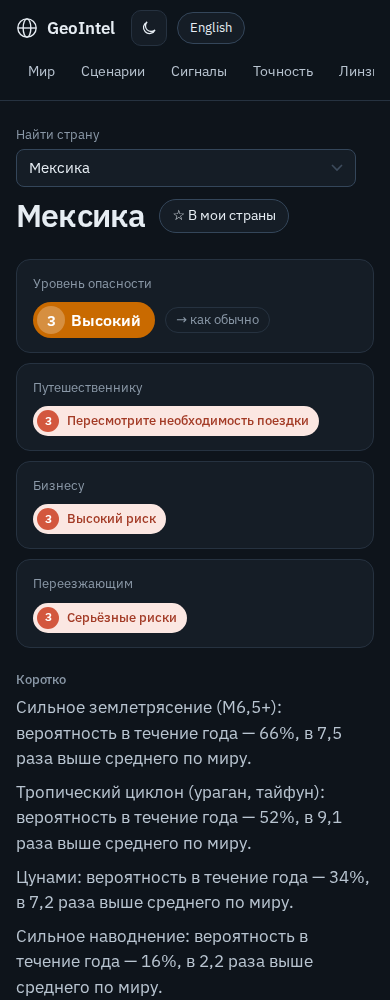 GeoIntel
English
Мир Сценарии Сигналы Точность
Найти страну
Мексика
Мексика
☆ В мои страны
Уровень опасности
3 Высокий
→ как обычно
Путешественнику
3 Пересмотрите необходимость поездки
Бизнесу
3 Высокий риск
Переезжающим
3 Серьёзные риски
Коротко
Сильное землетрясение (M6,5+):
вероятность в течение года — 66%, в 7,5
раза выше среднего по миру.
Тропический циклон (ураган, тайфун):
вероятность в течение года — 52%, в 9,1
раза выше среднего по миру.
Цунами: вероятность в течение года — 34%,
в 7,2 раза выше среднего по миру.
Сильное наводнение: вероятность в
течение года — 16%, в 2,2 раза выше
среднего по миру.